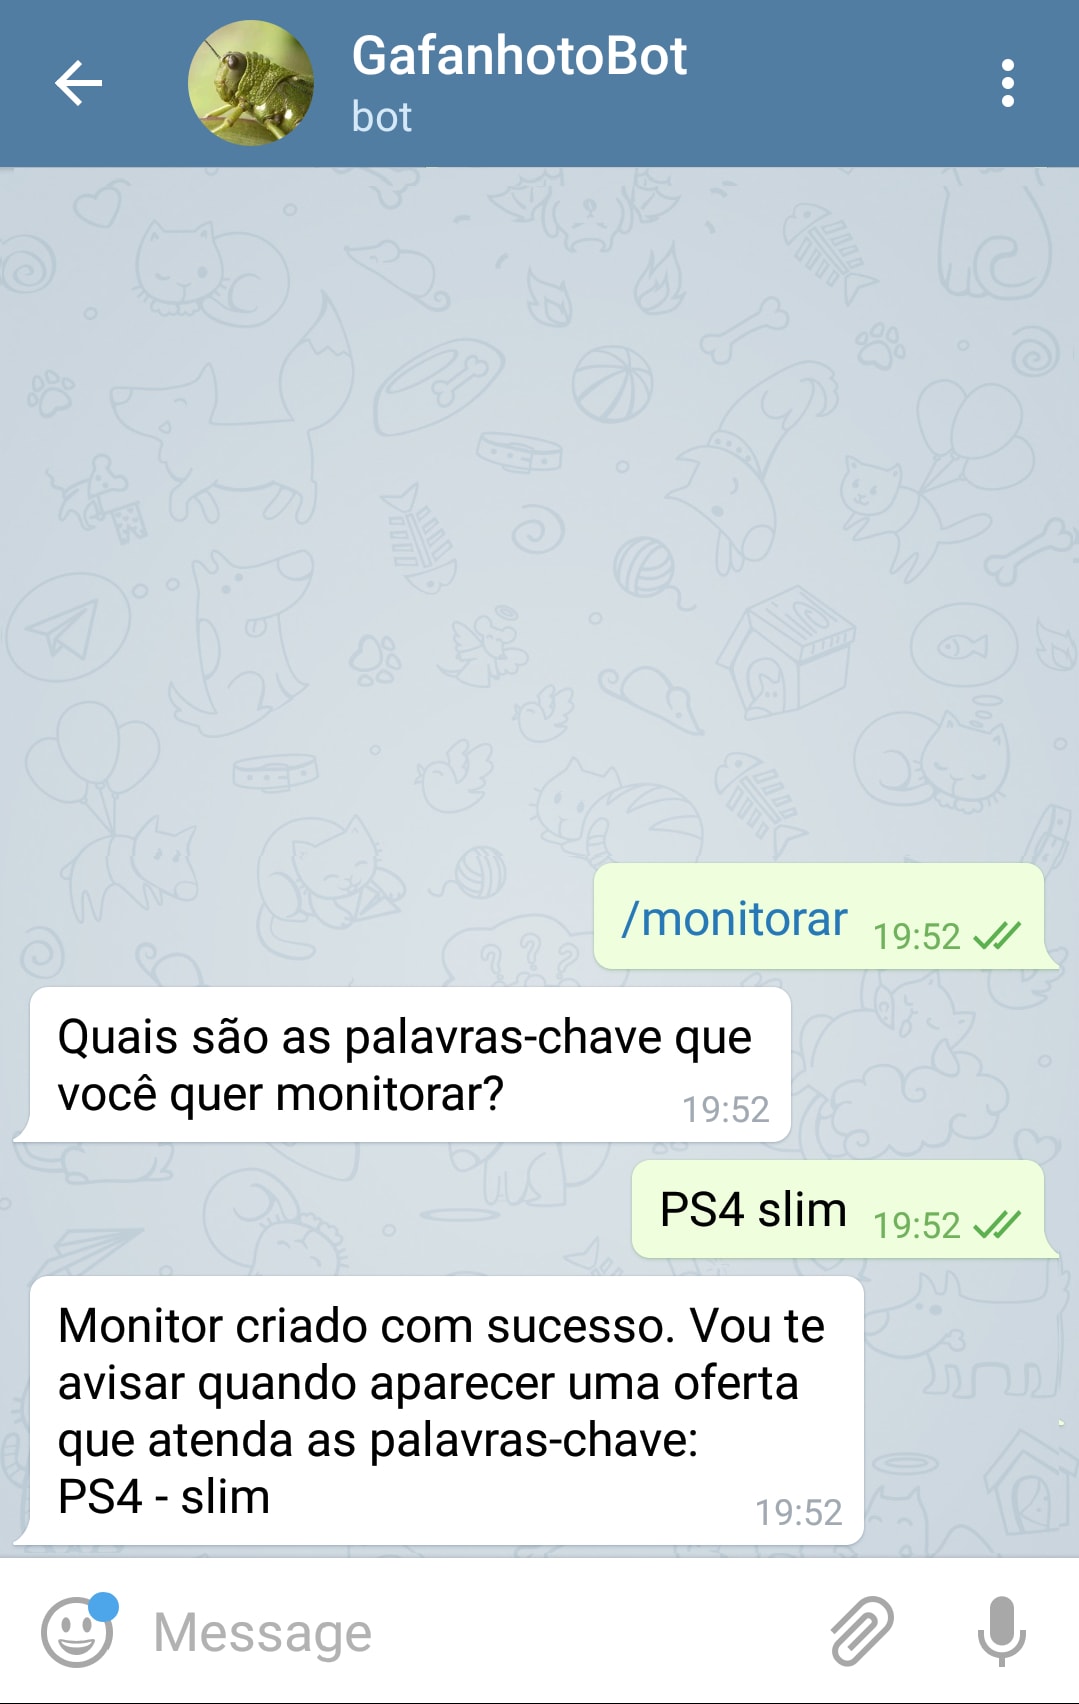 GafanhotoBot
bot
/monitorar 19:52
Quais são as palavras-chave que
você quer monitorar? 19:52
PS4 slim 19:52
Monitor criado com sucesso. Vou te
avisar quando aparecer uma oferta
que atenda as palavras-chave:
PS4 - slim 19:52
Message